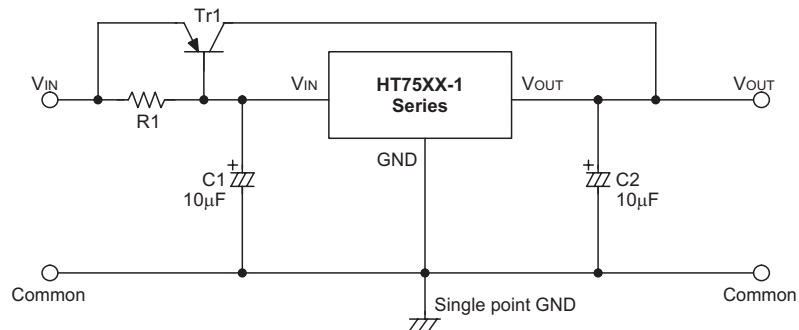 Tr1
VIN
R1
VIN
HT75XX-1
Series
VOUT
VOUT
GND
C1
10μF
C2
10μF
Common
Single point GND
Common